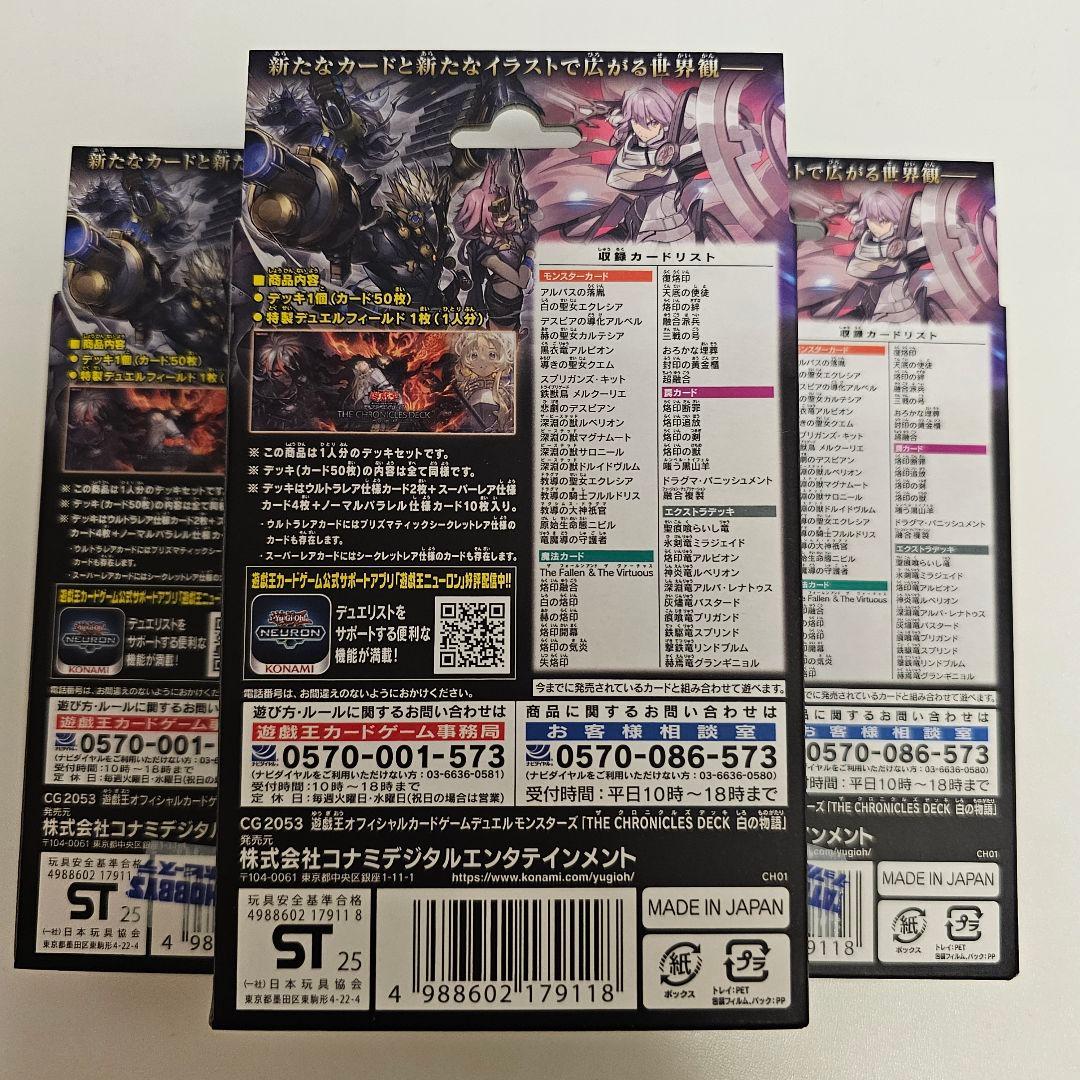 新たなカードと新たなイラストで広がる世界観
■商品内容
● デッキ1個(カード50枚)
● 特製デュエルフィールド 1枚(1人分)
THE CHRONICLES DECK
※ この商品は1人分のデッキセットです。
※ デッキ(カード50枚)の内容は全て同様です。
※ デッキはウルトラレア仕様カード2枚+スーパーレア仕様
カード4枚+ノーマルパラレル仕様カード10枚入り。
・ウルトラレアカードにはプリズマティックシークレットレア仕様の
カードも存在します。
・スーパーレアカードにはシークレットレア仕様のカードも存在します。
遊戯王カードゲーム公式サポートアプリ「遊戯王ニューロン」好評配信中!!
Yu-Gi-Oh!
NEURON
KONAMI
デュエリストを
サポートする便利な
機能が満載!
収録カードリスト
モンスターカード
アルバスの落胤
白の聖女エクレシア
デスピアの導化アルベル
赫の聖女カルテシア
黒衣竜アルビオン
導きの聖女クエム
スプリガンズ・キット
鉄獣鳥 メルクーリエ
悲劇のデスピアン
深淵の獣ルベリオン
深淵の獣マグナムート
深淵の獣サロニール
深淵の獣ドルイドヴルム
教導の聖女エクレシア
教導の騎士フルルドリス
教導の大神祇官
原始生命態ニビル
竜魔導の守護者
魔法カード
The Fallen & The Virtuous
烙印融合
白の烙印
赫の烙印
烙印開幕
烙印の気炎
失烙印
復烙印
天底の使徒
烙印の絆
融合派兵
三戦の号
おろかな埋葬
封印の黄金櫃
超融合
罠カード
烙印断罪
烙印追放
烙印の剣
烙印の獣
嗤う黒山羊
ドラグマ・パニッシュメント
融合複製
エクストラデッキ
聖痕喰らいし竜
氷剣竜ミラジェイド
烙印竜アルビオン
神炎竜ルベリオン
深淵竜アルバ・レナトゥス
灰燼竜バスタード
痕喰竜ブリガンド
鉄駆竜スプリンド
撃鉄竜リンドブルム
赫焉竜グランギニョル
電話番号は、お間違えのないようにおかけください。
今までに発売されているカードと組み合わせて遊べます。
遊び方・ルールに関するお問い合わせは
遊戯王カードゲーム事務局
ナビダイヤル 0570-001-573
(ナビダイヤルをご利用いただけない方:03-6636-0581)
受付時間:10時~18時まで
定 休 日:毎週火曜日・水曜日(祝日の場合は営業)
商品に関するお問い合わせは
お客様相談室
ナビダイヤル 0570-086-573
(ナビダイヤルをご利用いただけない方:03-6636-0580)
受付時間:平日10時~18時まで
CG2053 遊戯王オフィシャルカードゲームデュエルモンスターズ「THE CHRONICLES DECK 白の物語」
発売元
株式会社コナミデジタルエンタテインメント
〒104-0061 東京都中央区銀座1-11-1 https://www.konami.com/yugioh/
CH01
玩具安全基準合格
4988602 17911 8
ST 25
(一社)日本玩具協会
東京都墨田区東駒形4-22-4
4 988602 179118
MADE IN JAPAN
紙
ボックス
プラ
トレイ:PET
包装フィルム、パック:PP